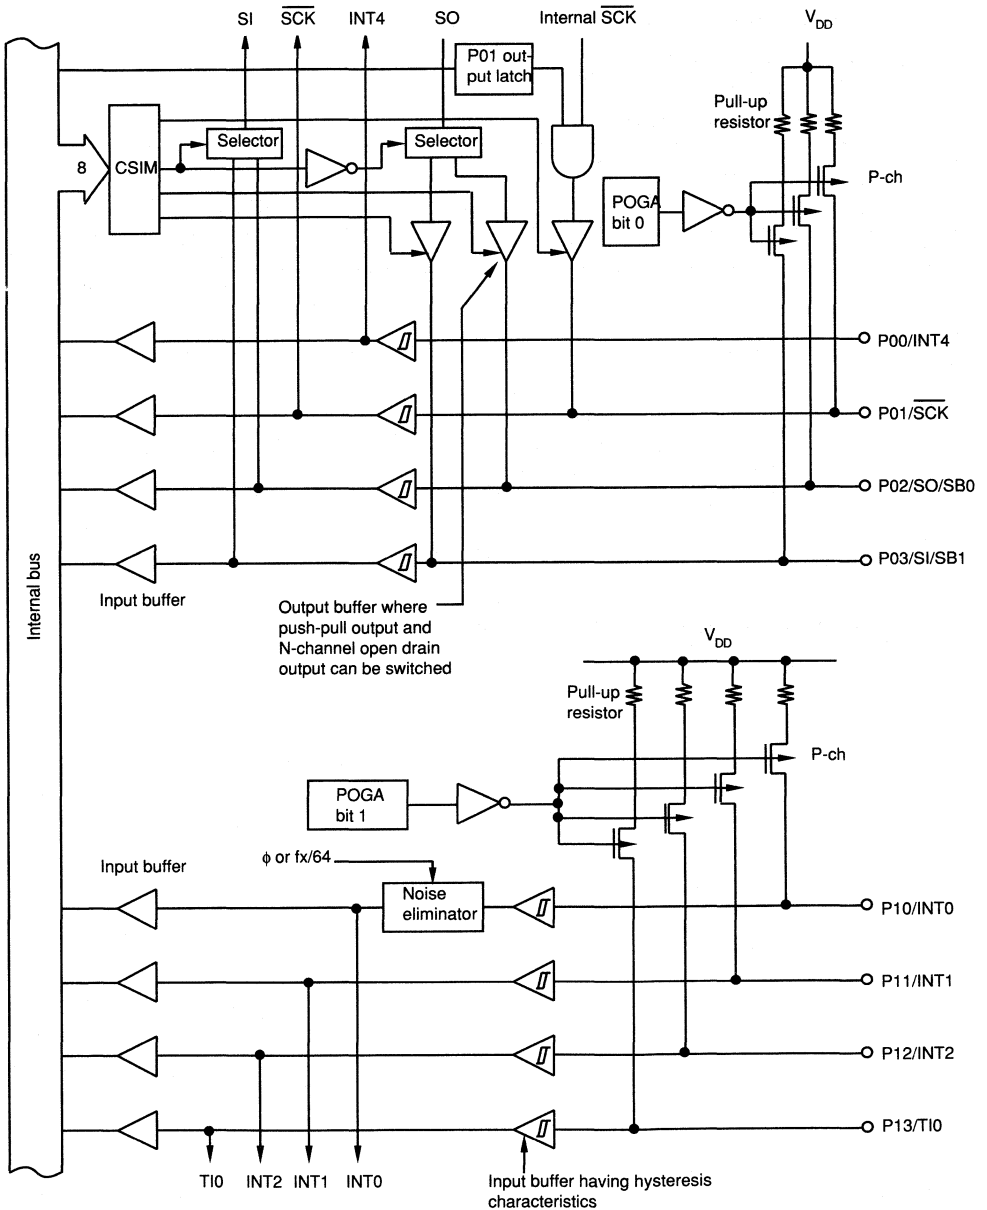 SI
SCK
INT4
SO
Internal SCK
VDD
P01 out-
put latch
Pull-up
resistor
8
CSIM
Selector
Selector
P-ch
POGA
bit 0
P00/INT4
P01/SCK
P02/SO/SB0
P03/SI/SB1
Internal bus
Input buffer
Output buffer where
push-pull output and
N-channel open drain
output can be switched
VDD
Pull-up
resistor
P-ch
POGA
bit 1
Input buffer
ϕ or fx/64
Noise
eliminator
P10/INT0
P11/INT1
P12/INT2
P13/TI0
TI0
INT2
INT1
INT0
Input buffer having hysteresis
characteristics